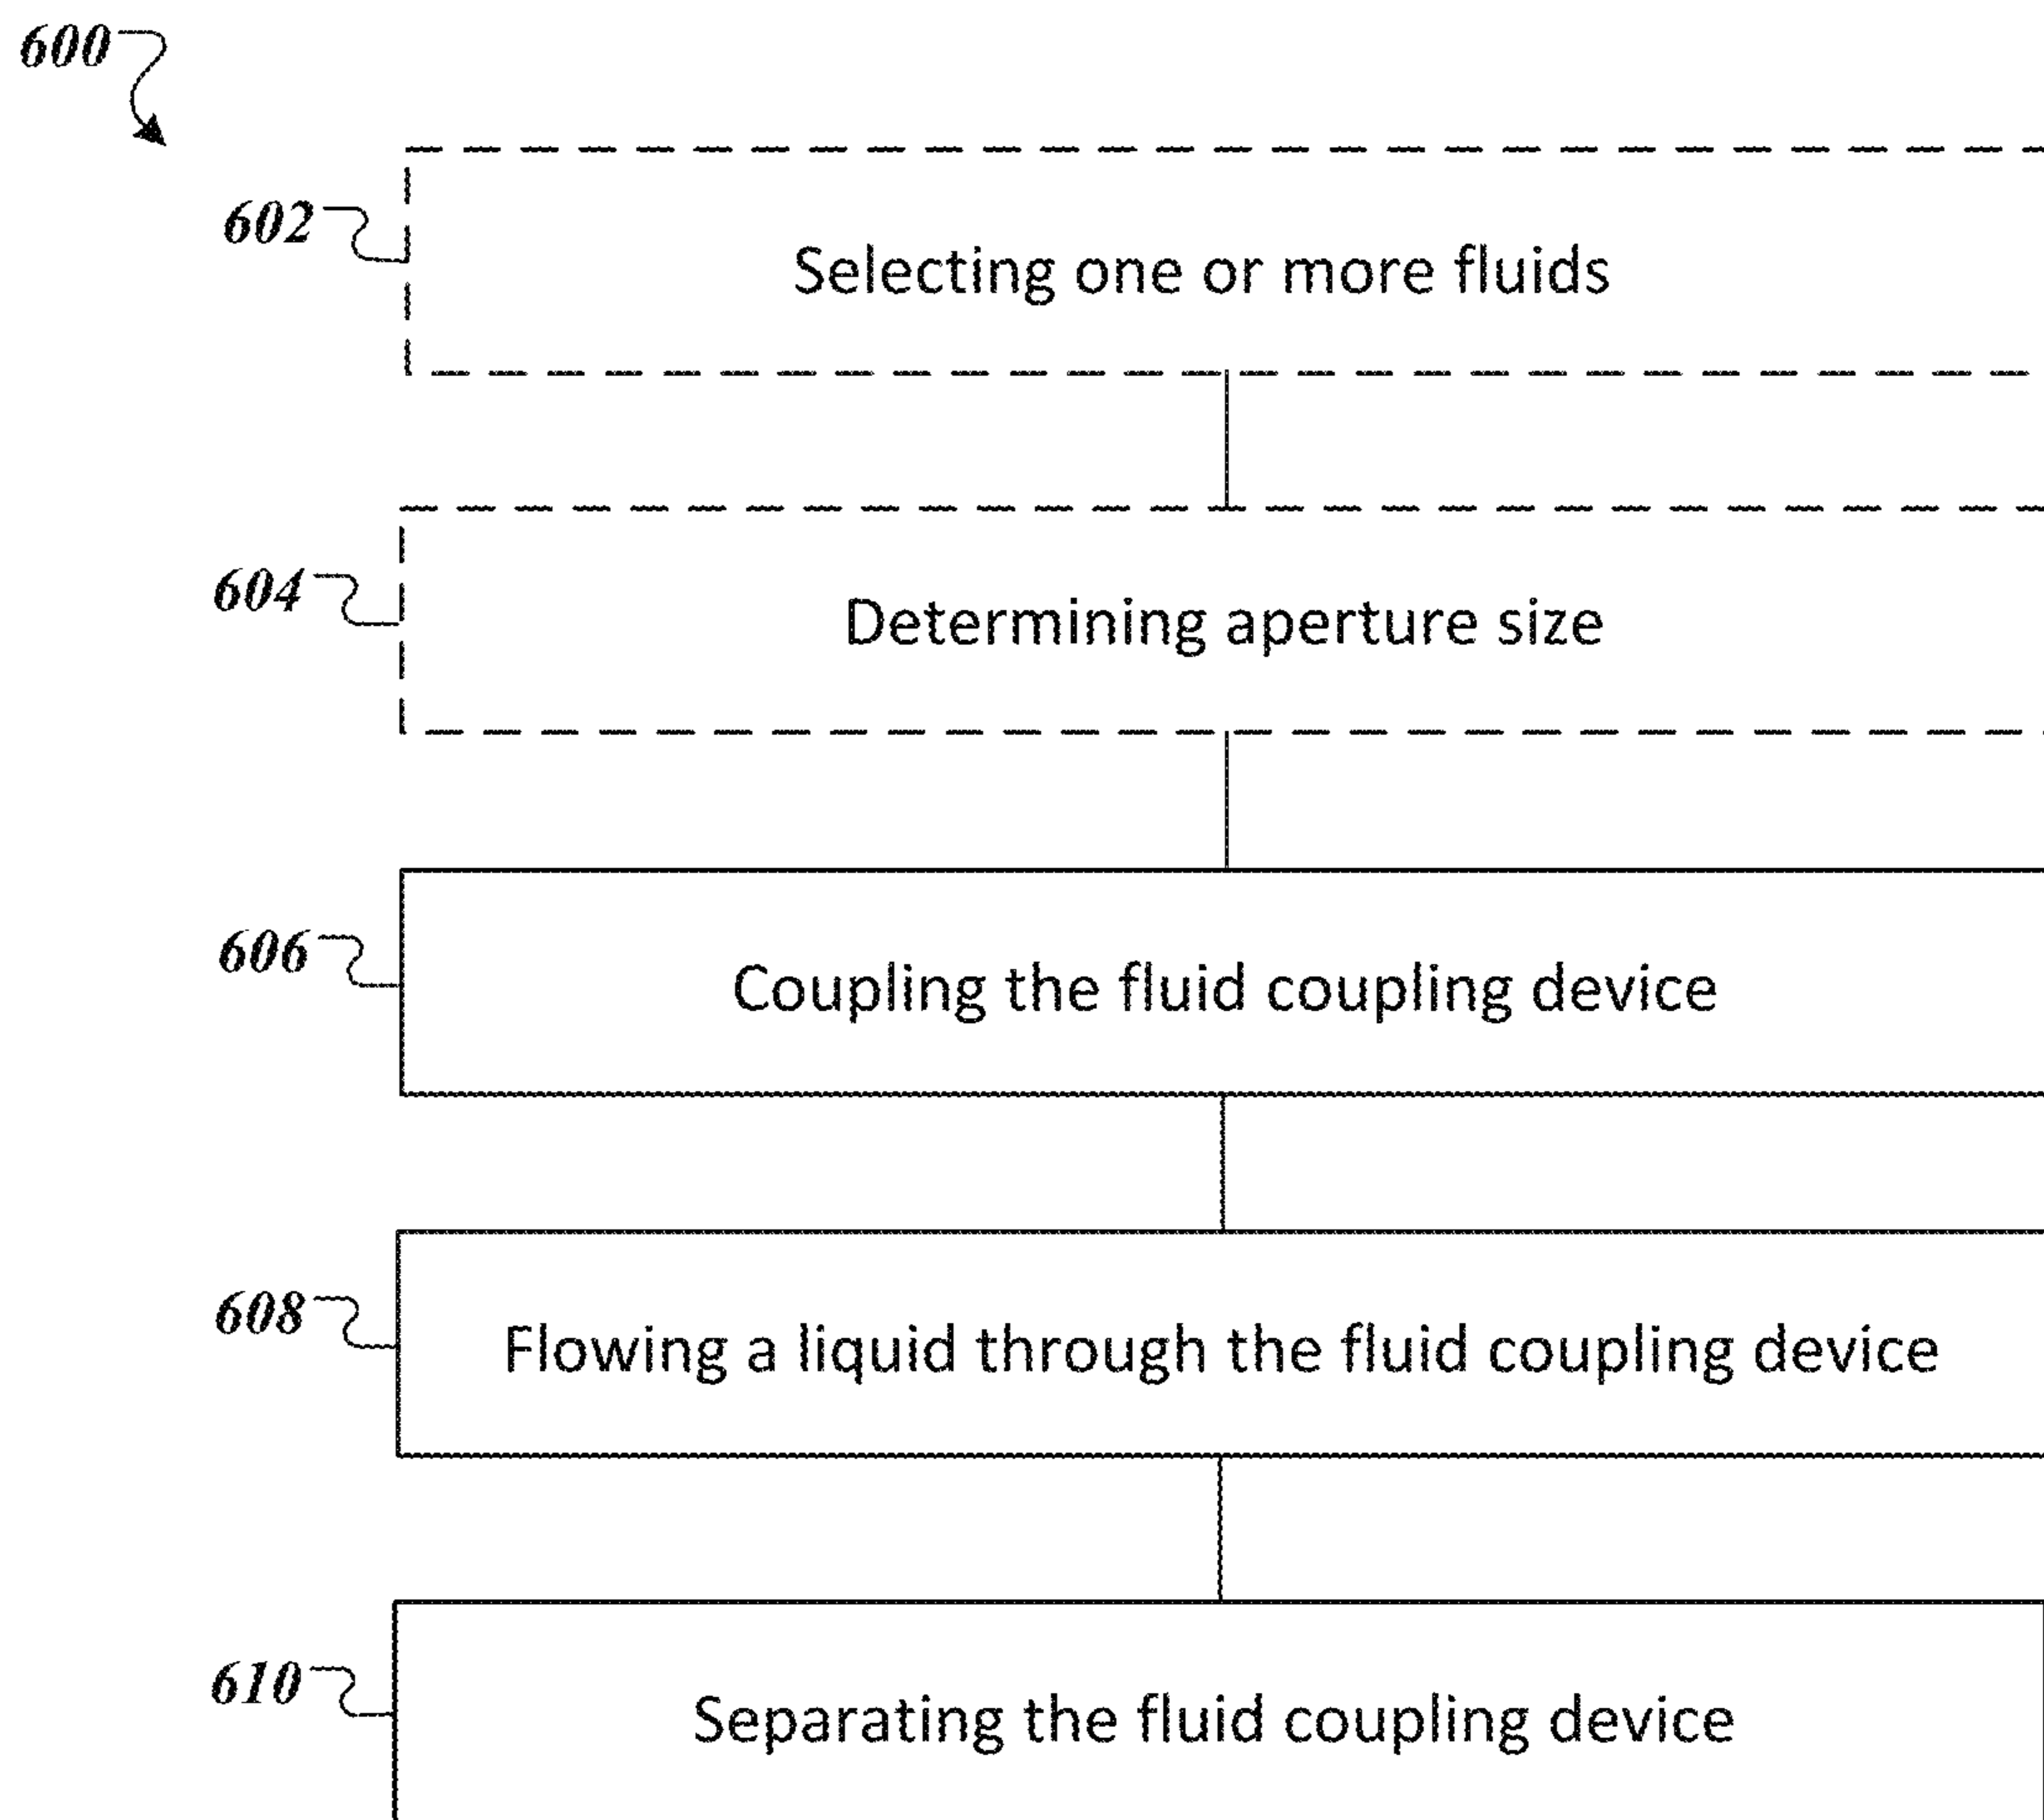 600
602
Selecting one or more fluids
604
Determining aperture size
606
Coupling the fluid coupling device
608
Flowing a liquid through the fluid coupling device
610
Separating the fluid coupling device